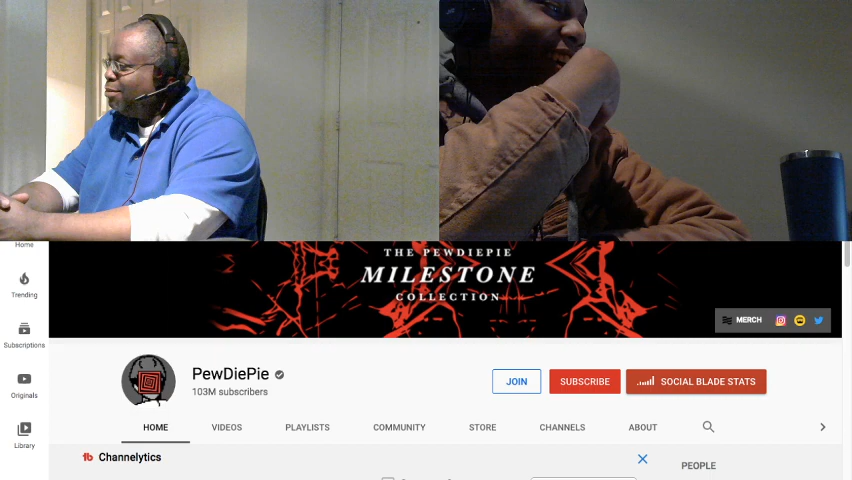 THE PEWDIEPIE
MILESTONE
COLLECTION
MERCH
Home
Trending
Subscriptions
Originals
Library
PewDiePie
103M subscribers
JOIN
SUBSCRIBE
SOCIAL BLADE STATS
HOME VIDEOS PLAYLISTS COMMUNITY STORE CHANNELS ABOUT
tb Channelytics
PEOPLE